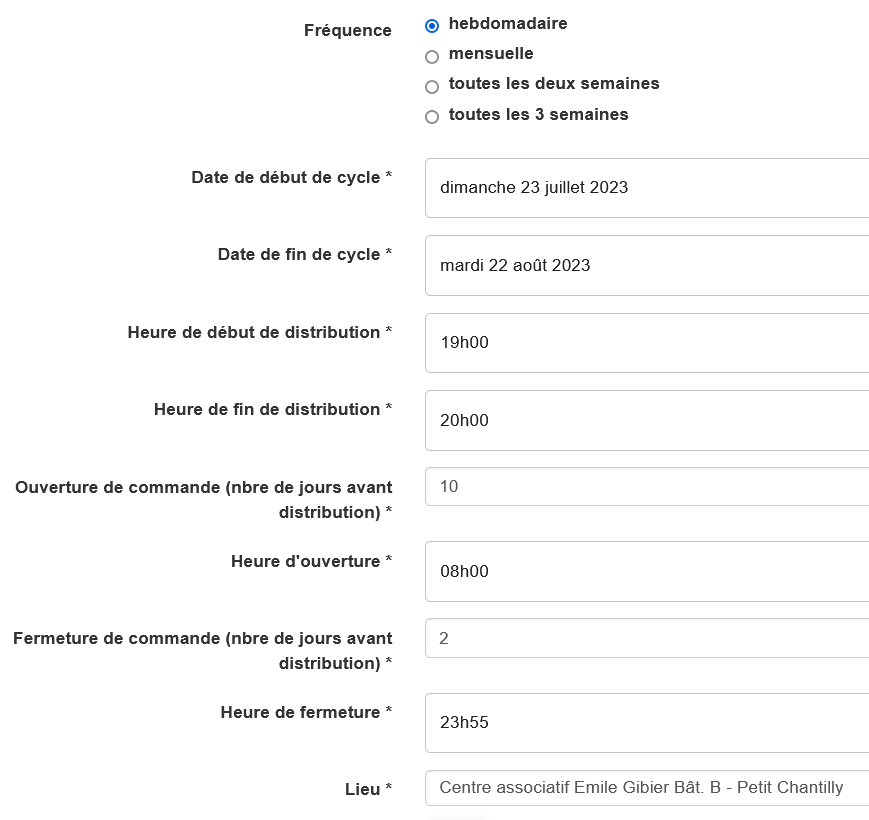 Fréquence
hebdomadaire
mensuelle
toutes les deux semaines
toutes les 3 semaines
Date de début de cycle *
dimanche 23 juillet 2023
Date de fin de cycle *
mardi 22 août 2023
Heure de début de distribution *
19h00
Heure de fin de distribution *
20h00
Ouverture de commande (nbre de jours avant
distribution) *
10
Heure d'ouverture *
08h00
Fermeture de commande (nbre de jours avant
distribution) *
2
Heure de fermeture *
23h55
Lieu *
Centre associatif Emile Gibier Bât. B - Petit Chantilly